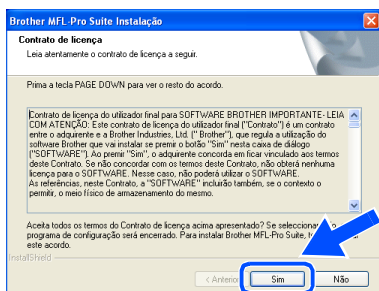 Brother MFL-Pro Suite Instalação
Contrato de licença
Leia atentamente o contrato de licença a seguir.
Prima a tecla PAGE DOWN para ver o resto do acordo.
Contrato de licença do utilizador final para SOFTWARE BROTHER IMPORTANTE- LEIA
COM ATENÇÃO: Este contrato de licença do utilizador final ("Contrato") é um contrato
entre o adquirente e a Brother Industries, Ltd. (" Brother"), que regula a utilização do
software Brother que vai instalar se premir o botão "Sim" nesta caixa de diálogo
("SOFTWARE"). Ao premir "Sim", o adquirente concorda em ficar vinculado aos termos
deste Contrato. Se não concordar com os termos deste Contrato, não obterá nenhuma
licença para o SOFTWARE. Nesse caso, não poderá utilizar o SOFTWARE.
As referências, neste Contrato, a "SOFTWARE" incluirão também, se o contexto o
permitir, o meio físico de armazenamento do mesmo.
Aceita todos os termos do Contrato de licença acima apresentado? Se
programa de configuração será encerrado. Para instalar Brother MFL-Pro Suite,
este acordo.
InstallShield
< Anterior
Sim
Não